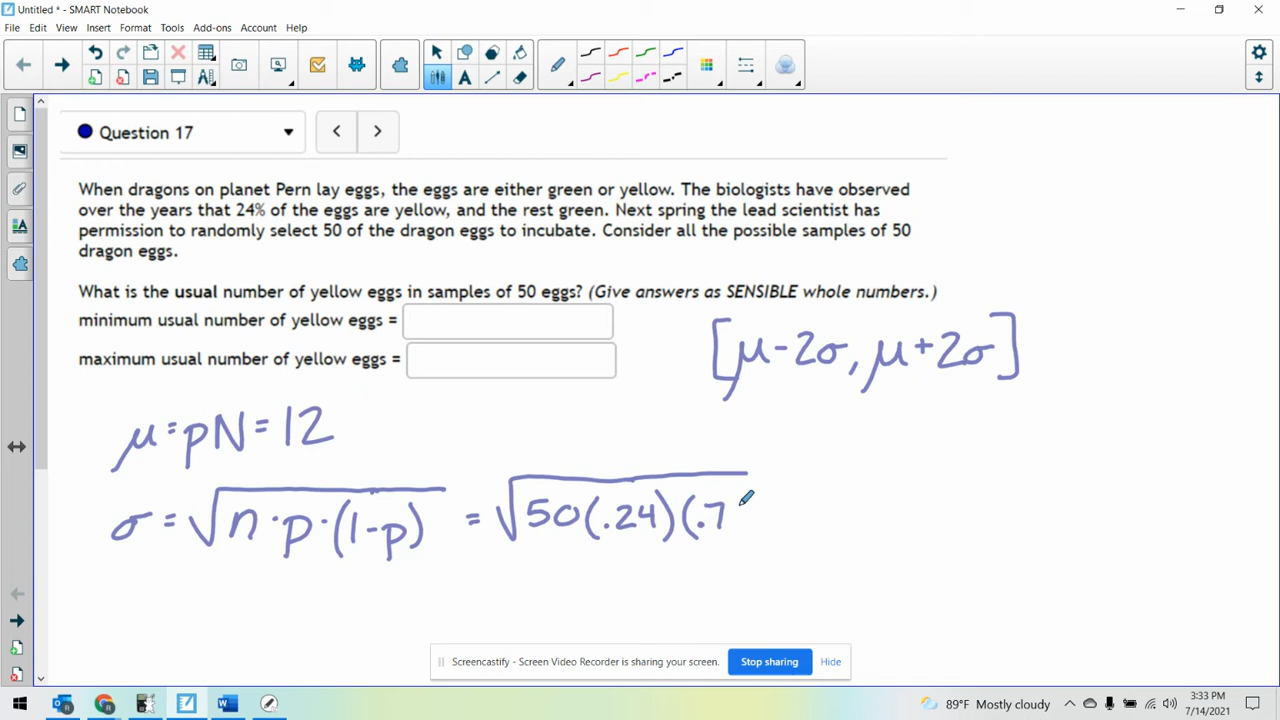 Untitled * - SMART Notebook
File Edit View Insert Format Tools Add-ons Account Help
Question 17
When dragons on planet Pern lay eggs, the eggs are either green or yellow. The biologists have observed
over the years that 24% of the eggs are yellow, and the rest green. Next spring the lead scientist has
permission to randomly select 50 of the dragon eggs to incubate. Consider all the possible samples of 50
dragon eggs.
What is the usual number of yellow eggs in samples of 50 eggs? (Give answers as SENSIBLE whole numbers.)
minimum usual number of yellow eggs =
maximum usual number of yellow eggs =
[μ-2σ, μ+2σ]
μ=pN=12
σ = √n·p·(1-p) = √50(.24)(.7
Screencastify - Screen Video Recorder is sharing your screen. Stop sharing Hide
89°F Mostly cloudy
3:33 PM
7/14/2021